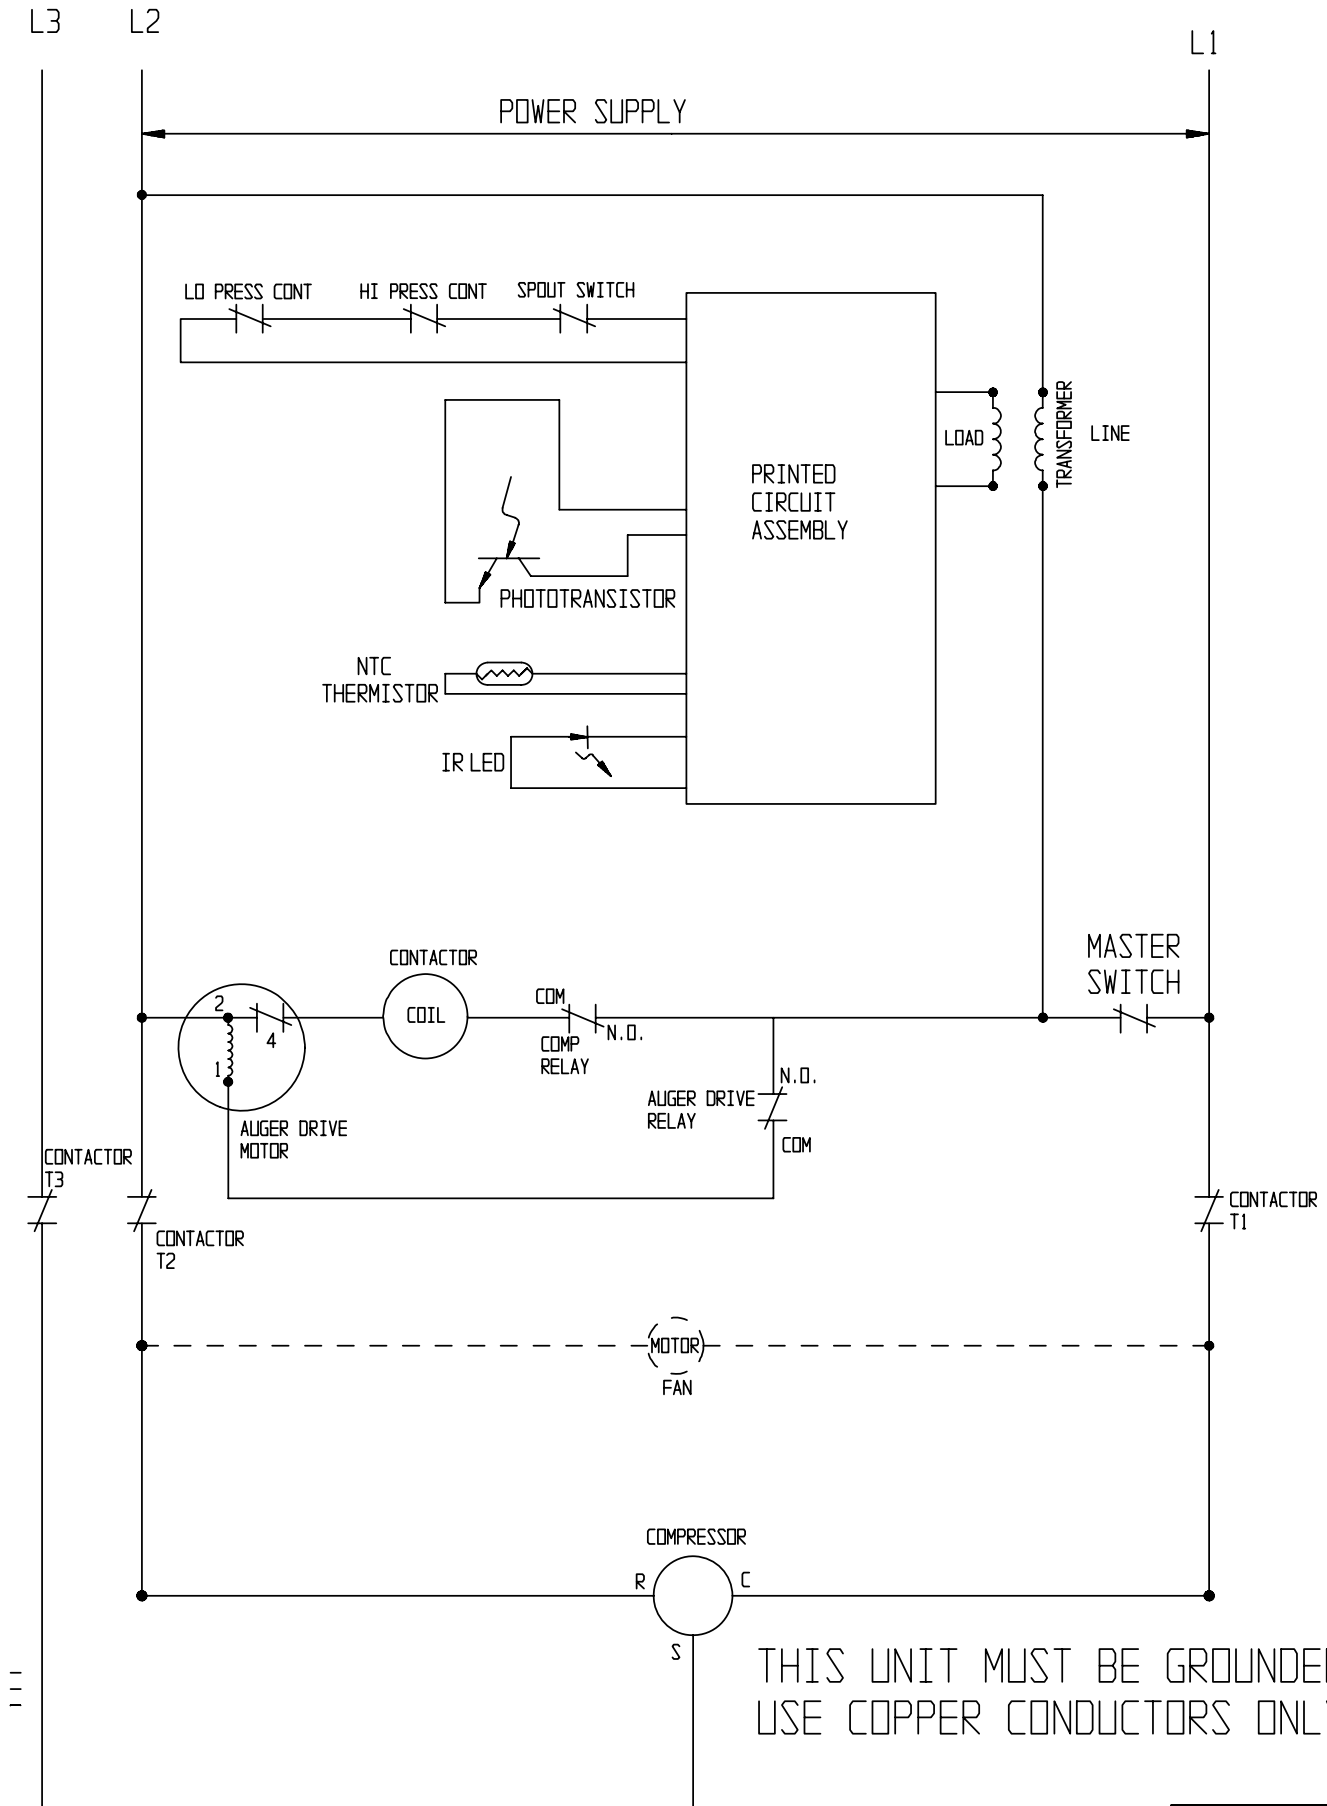 L3
L2
L1
POWER SUPPLY
LO PRESS CONT
HI PRESS CONT
SPOUT SWITCH
LOAD
TRANSFORMER
LINE
PRINTED
CIRCUIT
ASSEMBLY
PHOTOTRANSISTOR
NTC
THERMISTOR
IR LED
MASTER
SWITCH
CONTACTOR
COIL
2
4
1
COM
N.O.
COMP
RELAY
N.O.
AUGER DRIVE
RELAY
COM
AUGER DRIVE
MOTOR
CONTACTOR
T3
CONTACTOR
T2
CONTACTOR
T1
MOTOR
FAN
COMPRESSOR
R
C
S
THIS UNIT MUST BE GROUNDE
USE COPPER CONDUCTORS ONL